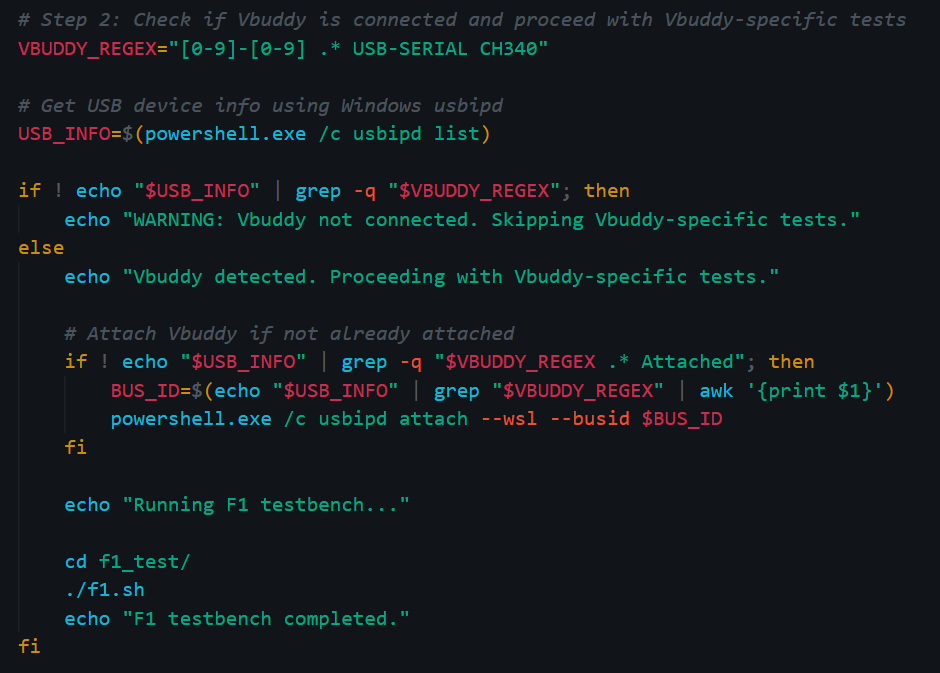 # Step 2: Check if Vbuddy is connected and proceed with Vbuddy-specific tests
VBUDDY_REGEX="[0-9]-[0-9] .* USB-SERIAL CH340"
# Get USB device info using Windows usbipd
USB_INFO=$(powershell.exe /c usbipd list)
if ! echo "$USB_INFO" | grep -q "$VBUDDY_REGEX"; then
    echo "WARNING: Vbuddy not connected. Skipping Vbuddy-specific tests."
else
    echo "Vbuddy detected. Proceeding with Vbuddy-specific tests."
    # Attach Vbuddy if not already attached
    if ! echo "$USB_INFO" | grep -q "$VBUDDY_REGEX .* Attached"; then
        BUS_ID=$(echo "$USB_INFO" | grep "$VBUDDY_REGEX" | awk '{print $1}')
        powershell.exe /c usbipd attach --wsl --busid $BUS_ID
    fi
    echo "Running F1 testbench..."
    cd f1_test/
    ./f1.sh
    echo "F1 testbench completed."
fi